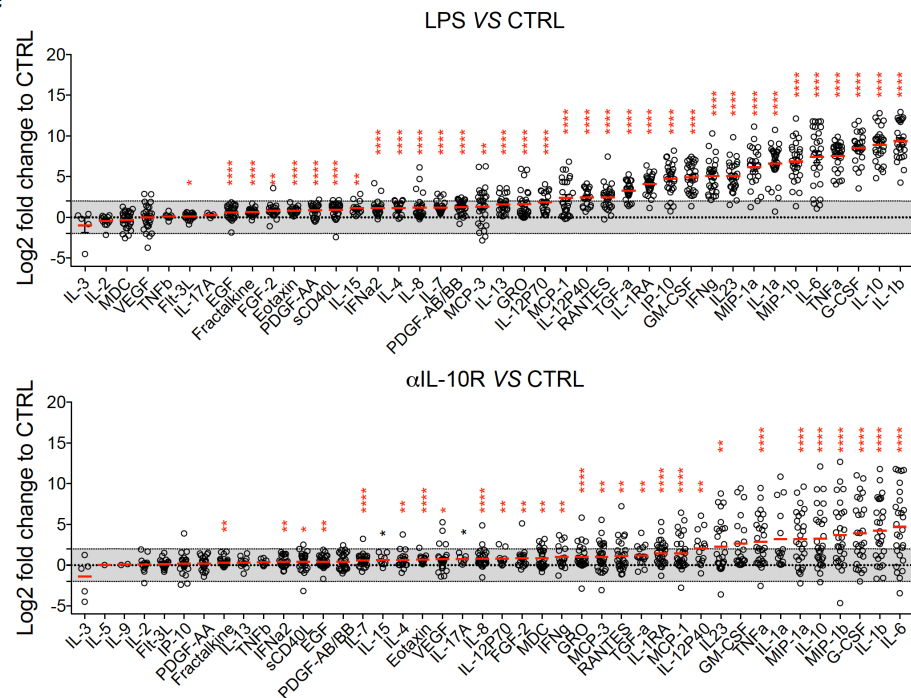 LPS VS CTRL
Log2 fold change to CTRL
20
15
10
5
0
-5
IL-3
IL-2
MDC
VEGF
TNFb
Fit-3L
IL-17A
EGF
Fractalkine
FGF-2
Eotaxin
PDGF-AA
sCD40L
IL-15
IFNa2
IL-4
IL-8
IL-7
PDGF-AB/BB
MCP-3
IL-13
GRO
IL-12P70
MCP-1
IL-12P40
RANTES
TGF-a
IL-1RA
IP-10
GM-CSF
IFNg
IL23
MIP-1a
IL-1a
MIP-1b
IL-6
TNFa
G-CSF
IL-10
IL-1b
αIL-10R VS CTRL
Log2 fold change to CTRL
20
15
10
5
0
-5
IL-3
IL-5
IL-9
IL-2
Fit-3L
IP-10
PDGF-AA
Fractalkine
IL-13
TNFb
IFNa2
sCD40L
EGF
PDGF-AB/BB
IL-7
IL-15
IL-4
Eotaxin
VEGF
IL-17A
IL-8
IL-12P70
FGF-2
MDC
IFNg
GRO
MCP-3
RANTES
TGF-a
IL-1RA
MCP-1
IL-12P40
IL23
GM-CSF
TNFa
IL-1a
MIP-1a
IL-10
MIP-1b
G-CSF
IL-1b
IL-6